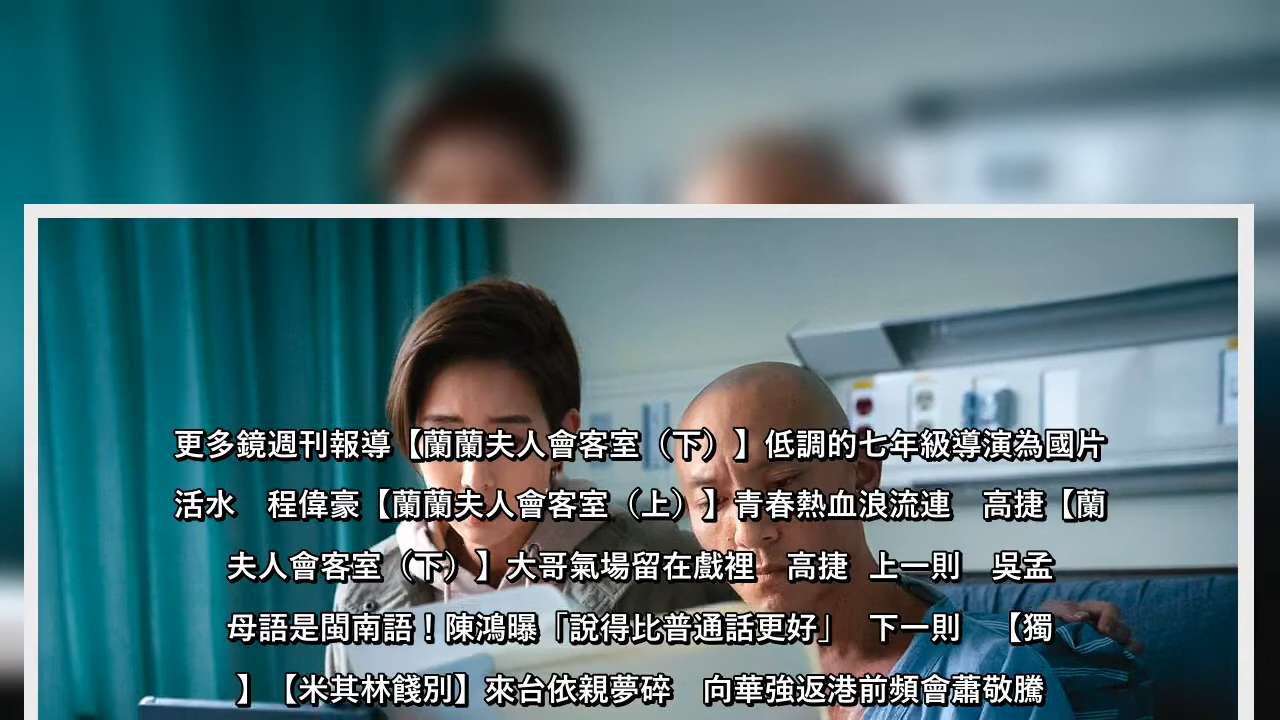 更多鏡週刊報導【蘭蘭夫人會客室（下）】低調的七年級導演為國片
活水　程偉豪【蘭蘭夫人會客室（上）】青春熱血浪流連　高捷【蘭
夫人會客室（下）】大哥氣場留在戲裡　高捷 上一則　吳孟
母語是閩南語！陳鴻曝「說得比普通話更好」　下一則　【獨
】【米其林餞別】來台依親夢碎　向華強返港前頻會蕭敬騰